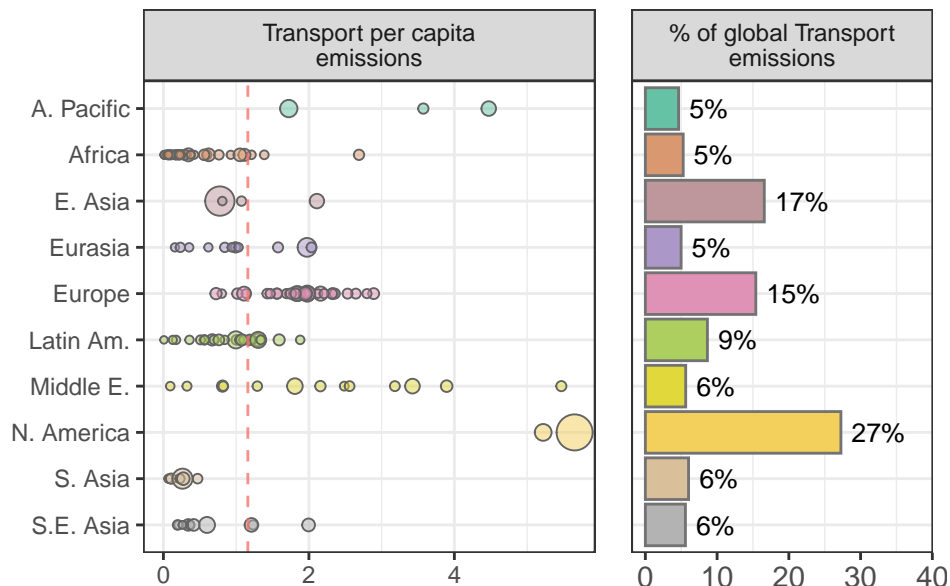 Transport per capita
emissions
% of global Transport
emissions
A. Pacific
5%
Africa
5%
E. Asia
17%
Eurasia
5%
Europe
15%
Latin Am.
9%
Middle E.
6%
N. America
27%
S. Asia
6%
S.E. Asia
6%
0 2 4
0 10 20 30 40